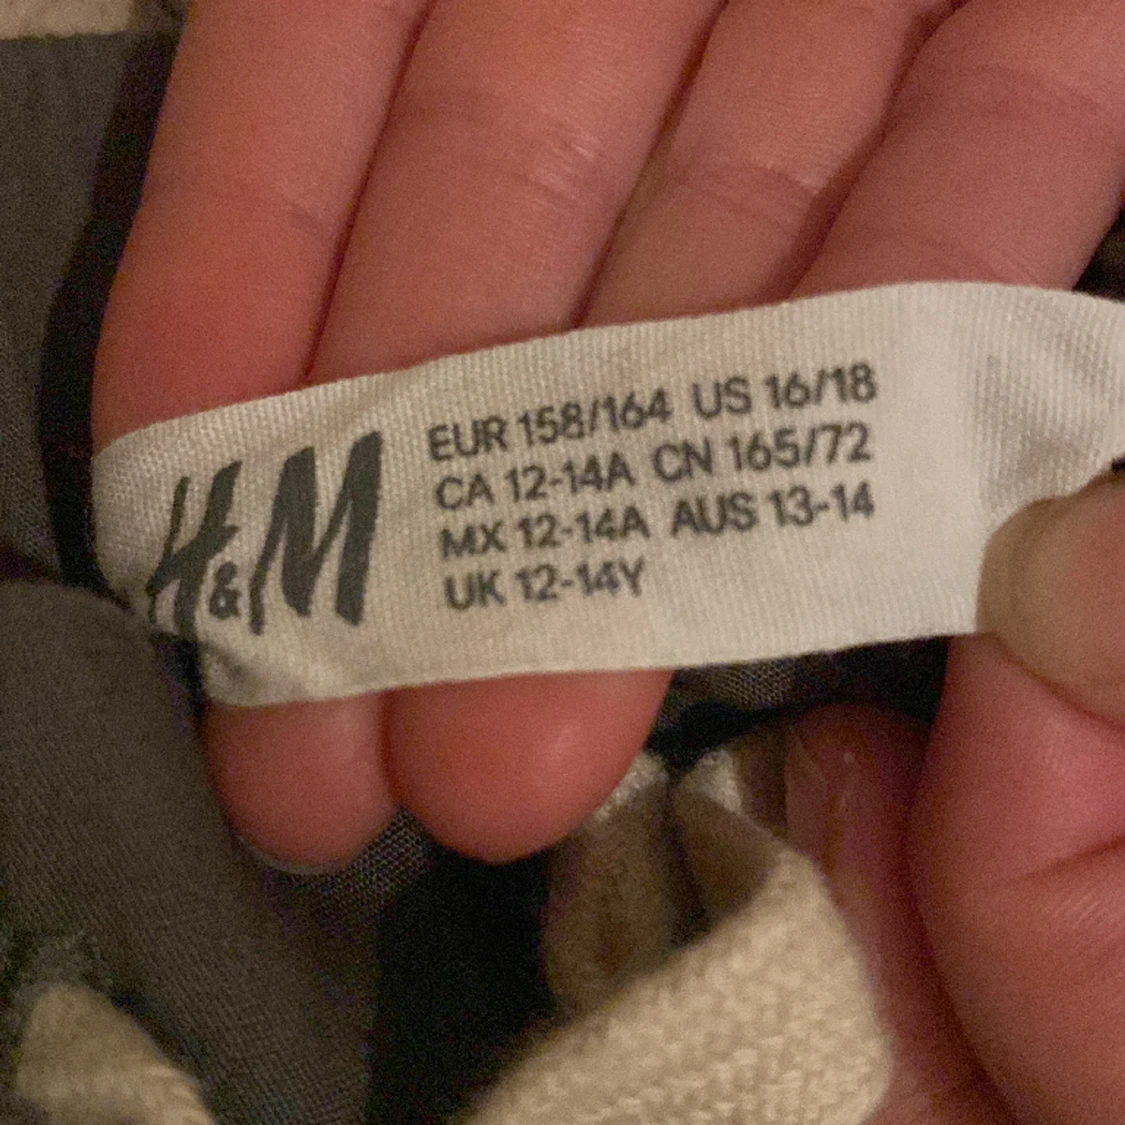 H&M
EUR 158/164 US 16/18
CA 12-14A CN 165/72
MX 12-14A AUS 13-14
UK 12-14Y